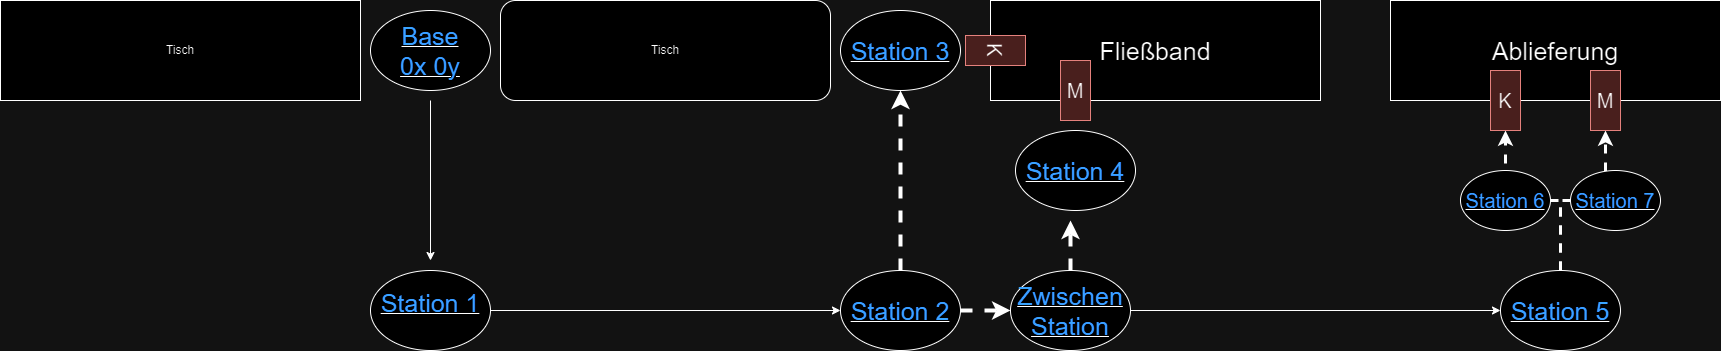 Tisch
Base
0x 0y
Tisch
Station 3
K
Fließband
M
Ablieferung
K
M
Station 4
Station 6
Station 7
Station 1
Station 2
Zwischen
Station
Station 5